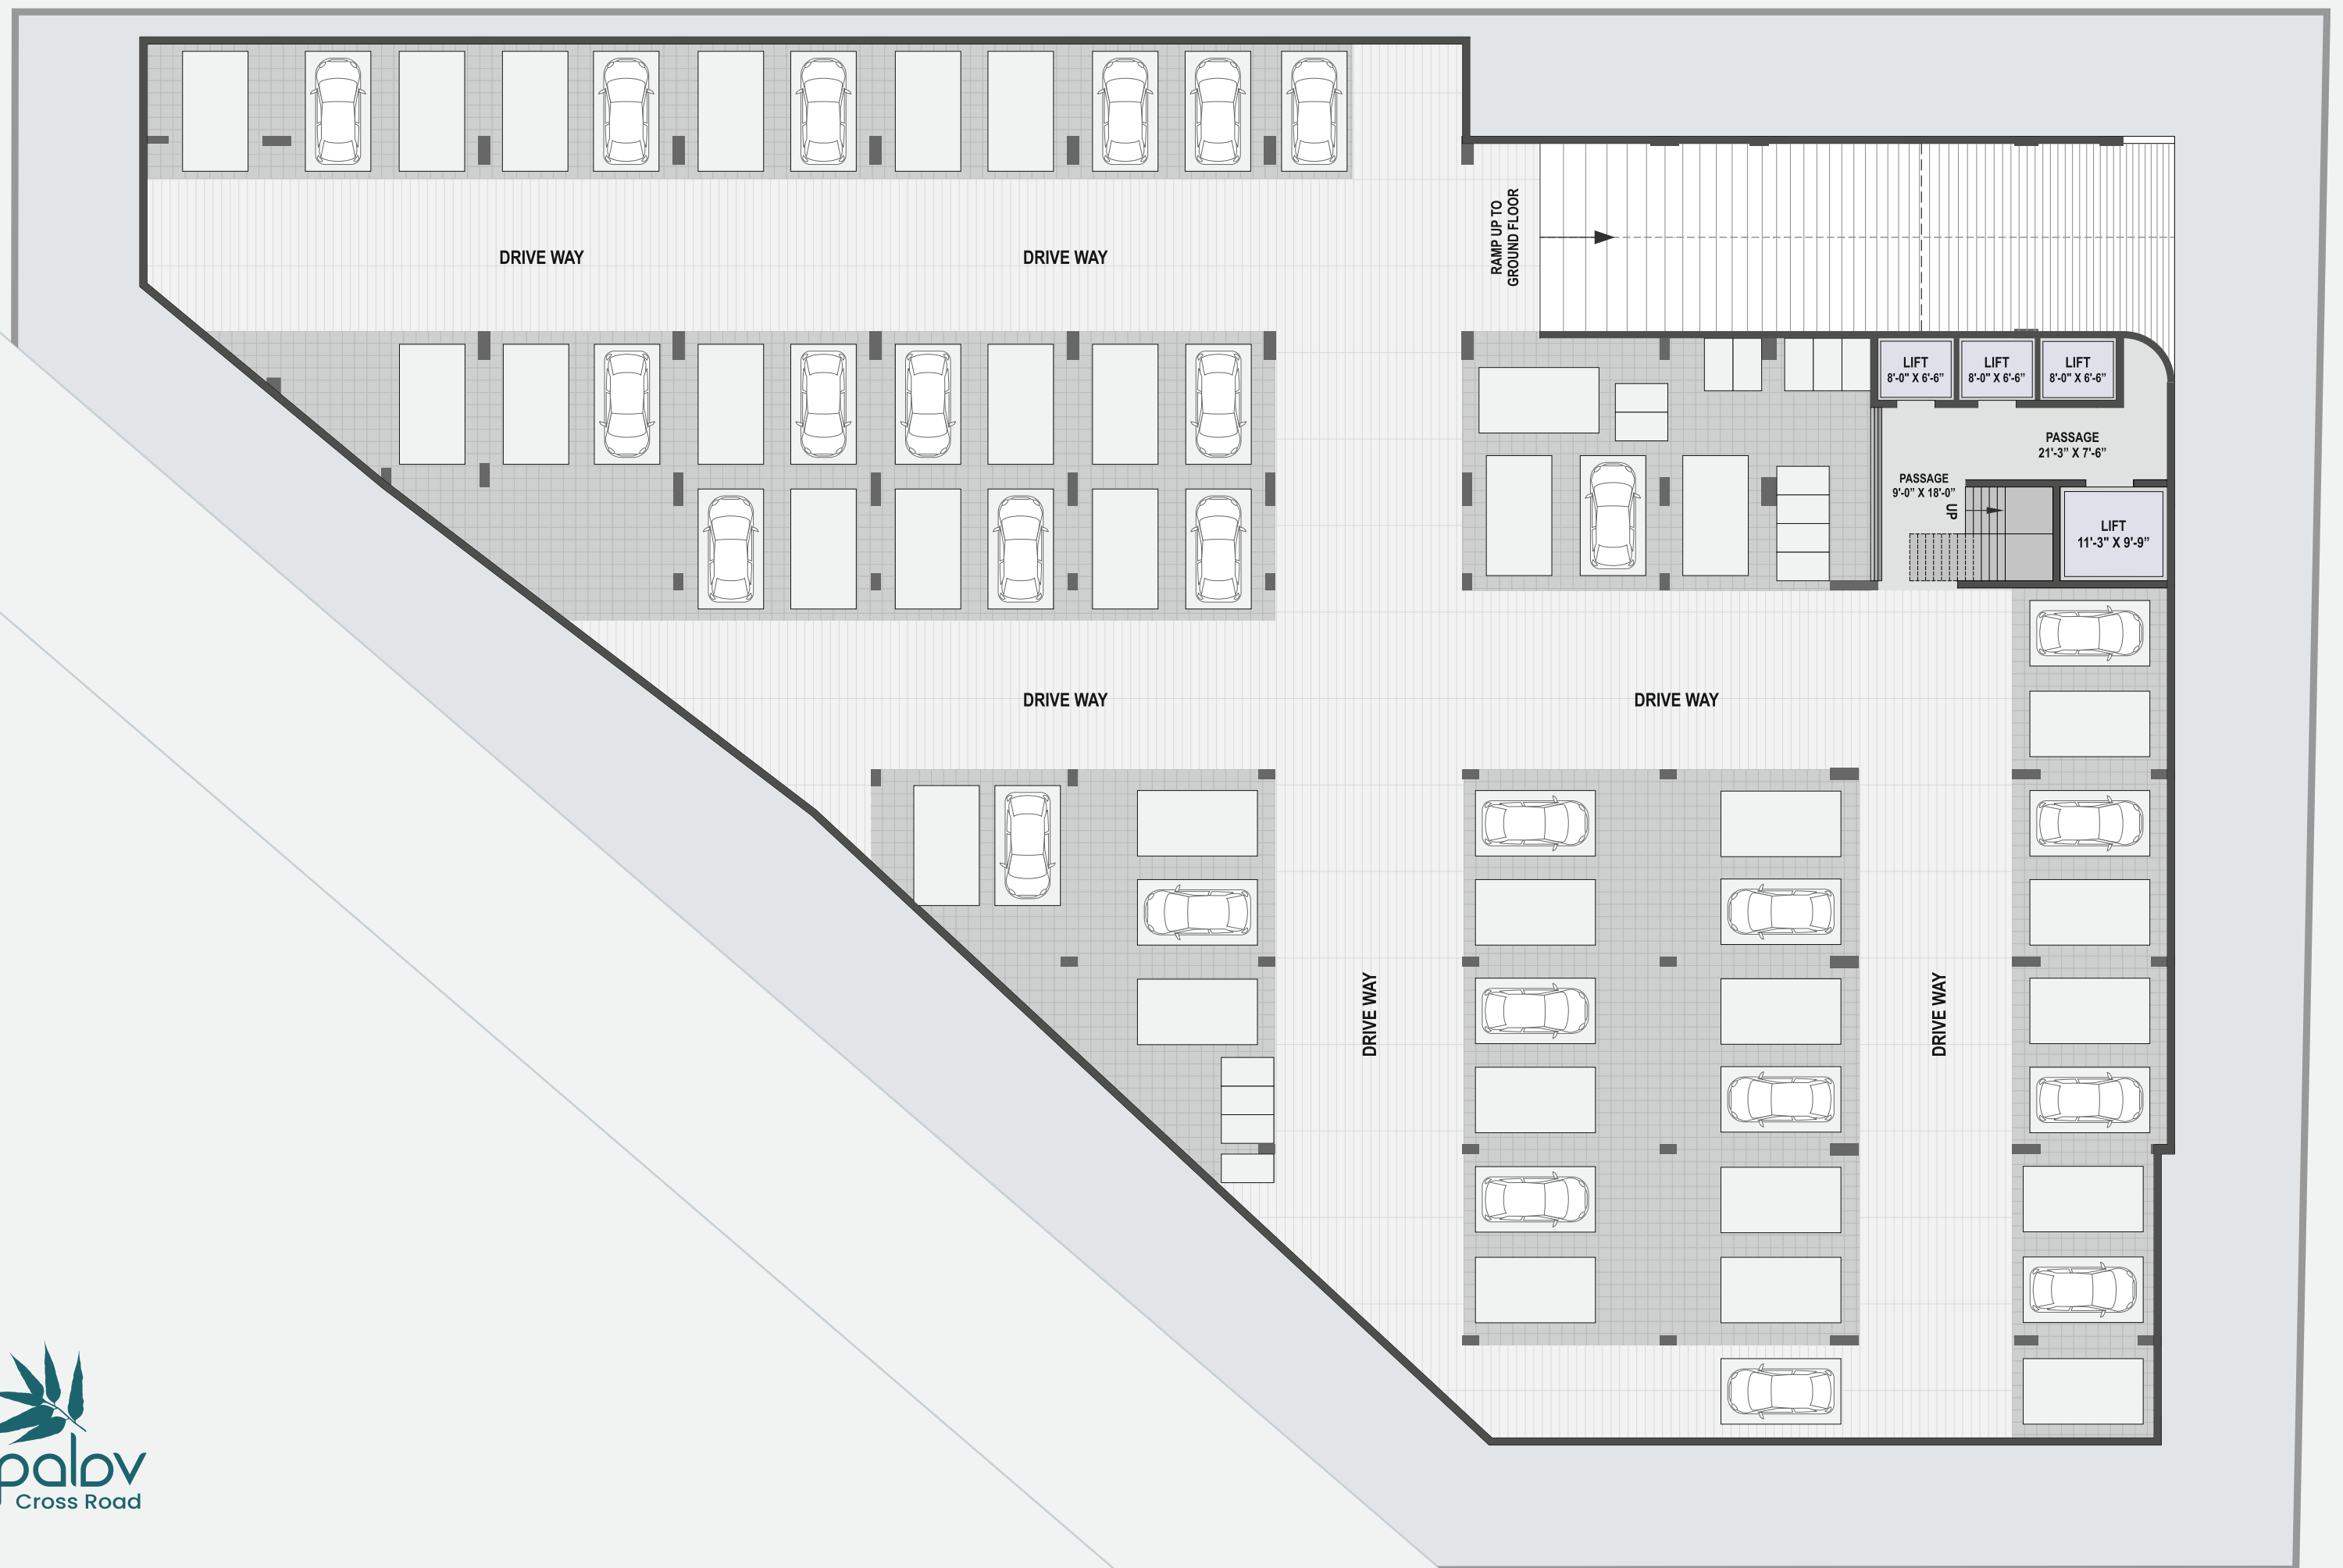 RAMP UP TO
GROUND FLOOR
DRIVE WAY
DRIVE WAY
LIFT
8'-0" X 6'-6”
LIFT
8'-0" X 6'-6”
LIFT
8'-0" X 6'-6”
PASSAGE
21'-3” X 7'-6”
PASSAGE
9'-0” X 18'-0”
UP
LIFT
11'-3" X 9'-9”
DRIVE WAY
DRIVE WAY
DRIVE WAY
DRIVE WAY
palov
Cross Road